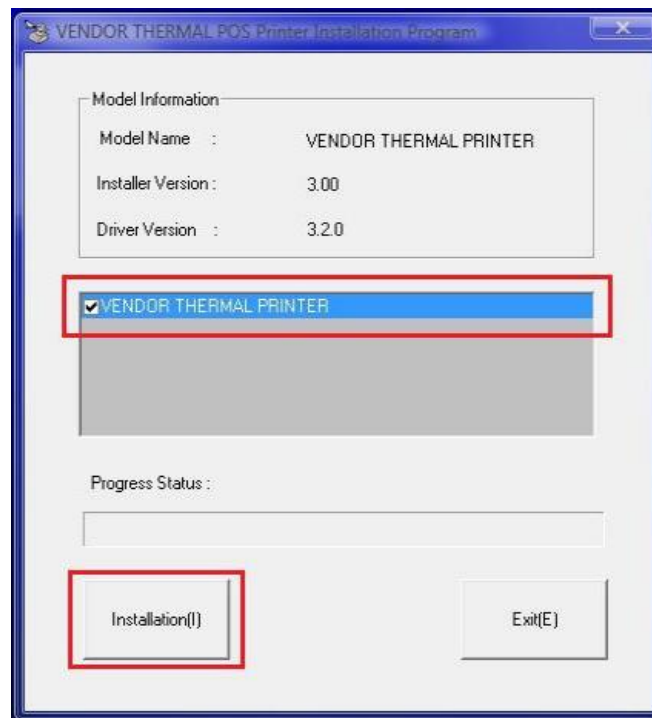 VENDOR THERMAL POS Printer Installation Program
Model Information
Model Name : VENDOR THERMAL PRINTER
Installer Version : 3.00
Driver Version : 3.2.0
VENDOR THERMAL PRINTER
Progress Status :
Installation(I) Exit(E)